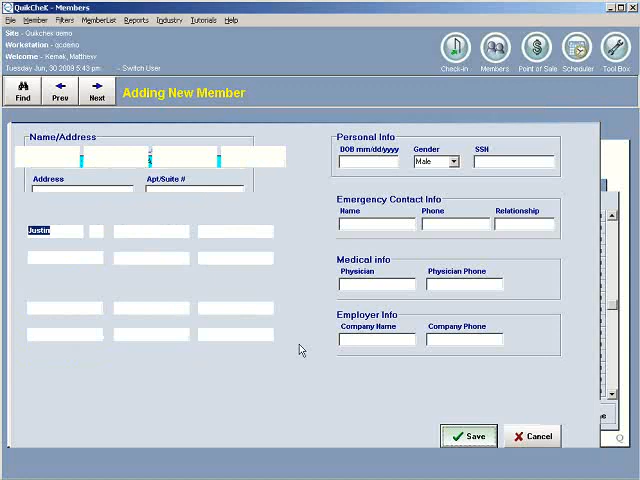 QuikCheK - Members
File Member Filters MemberList Reports Industry Tutorials Help
Site - Quikchek demo
Workstation - qcdemo
Welcome - Kemak, Matthew
Tuesday Jun, 30 2009 5:43 pm - Switch User
Check-in Members Point of Sale Scheduler Tool Box
Find Prev Next Adding New Member
Name/Address
Address Apt/Suite #
Justin
Personal Info
DOB mm/dd/yyyy Gender SSN
Male
Emergency Contact Info
Name Phone Relationship
Medical info
Physician Physician Phone
Employer Info
Company Name Company Phone
Save Cancel